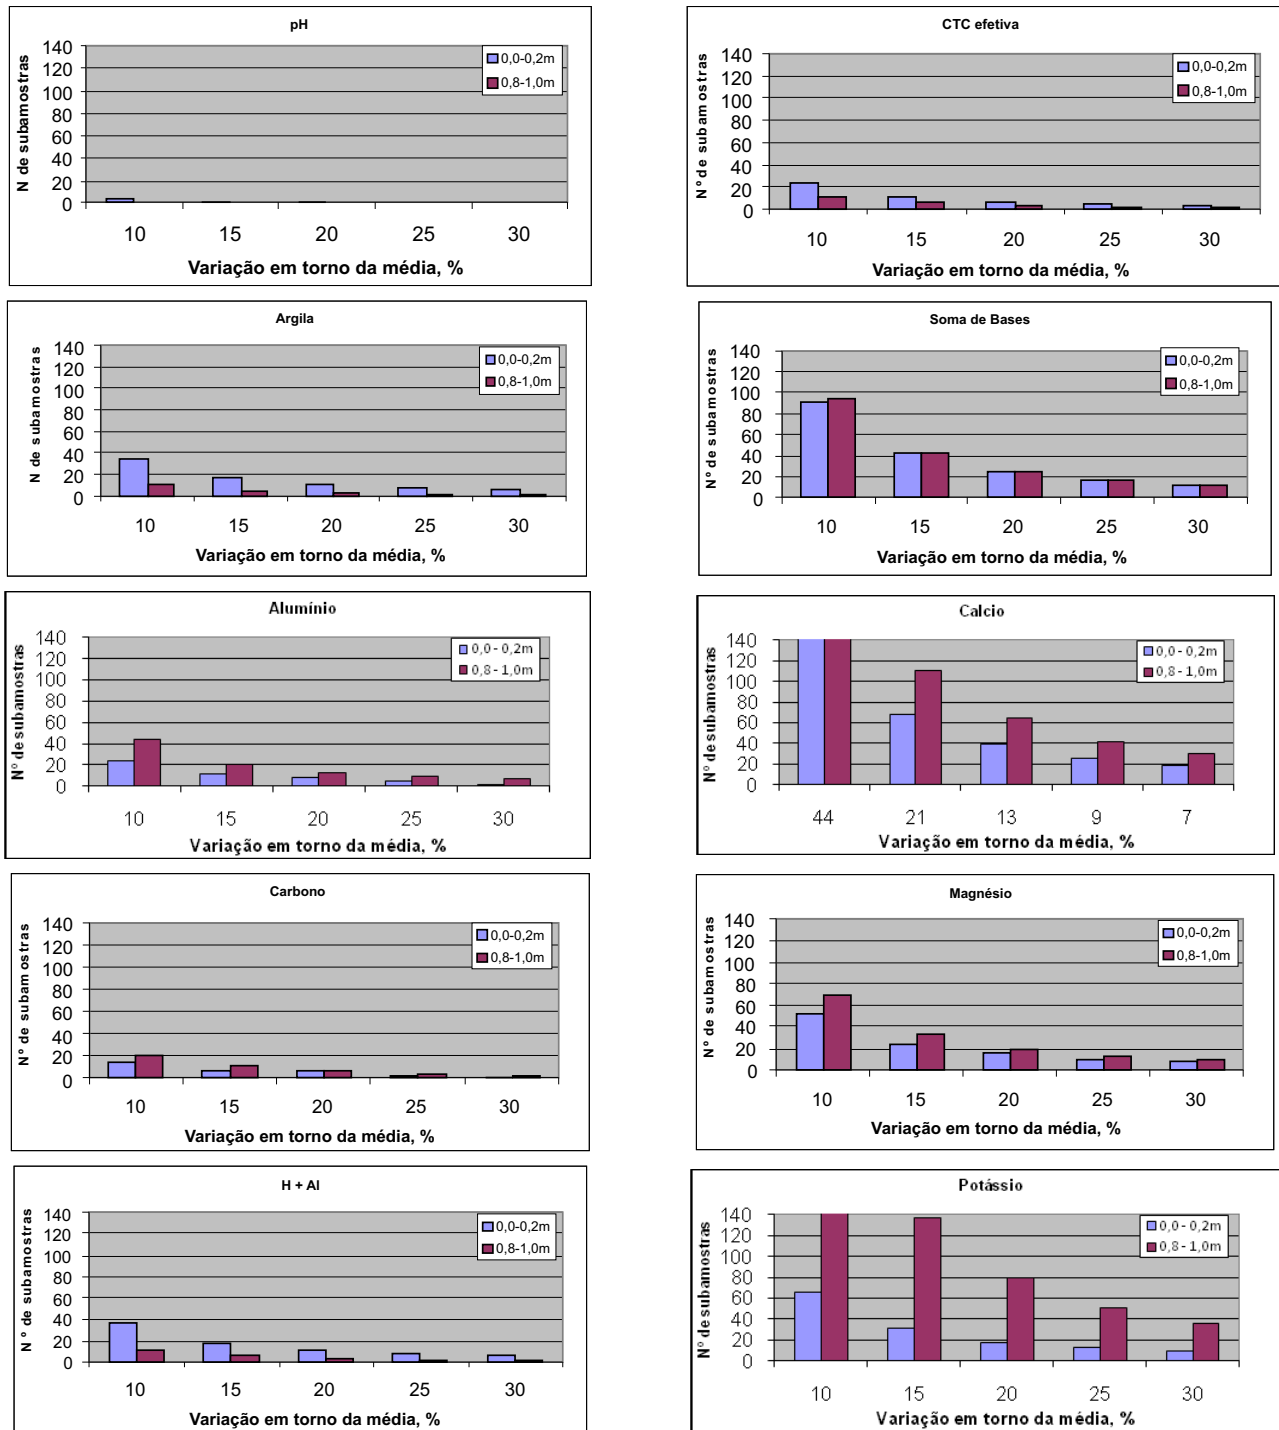 pH
N de subamostras
140
120
100
80
60
40
20
0
0,0-0,2m
0,8-1,0m
10 15 20 25 30
Variação em torno da média, %
CTC efetiva
Nº de subamostras
140
120
100
80
60
40
20
0
0,0-0,2m
0,8-1,0m
10 15 20 25 30
Variação em torno da média, %
Argila
N de subamostras
140
120
100
80
60
40
20
0
0,0-0,2m
0,8-1,0m
10 15 20 25 30
Variação em torno da média, %
Soma de Bases
Nº de subamostras
140
120
100
80
60
40
20
0
0,0-0,2m
0,8-1,0m
10 15 20 25 30
Variação em torno da média, %
Alumínio
Nº de subamostras
140
120
100
80
60
40
20
0
0,0 - 0,2m
0,8 - 1,0m
10 15 20 25 30
Variação em torno da média, %
Calcio
Nº de subamostras
140
120
100
80
60
40
20
0
0,0 - 0,2m
0,8 - 1,0m
44 21 13 9 7
Variação em torno da média, %
Carbono
Nº de subamostras
140
120
100
80
60
40
20
0
0,0-0,2m
0,8-1,0m
10 15 20 25 30
Variação em torno da média, %
Magnésio
Nº de subamostras
140
120
100
80
60
40
20
0
0,0-0,2m
0,8-1,0m
10 15 20 25 30
Variação em torno da média, %
H + Al
Nº de subamostras
140
120
100
80
60
40
20
0
0,0-0,2m
0,8-1,0m
10 15 20 25 30
Variação em torno da média, %
Potássio
Nº de subamostras
140
120
100
80
60
40
20
0
0,0 - 0,2m
0,8 - 1,0m
10 15 20 25 30
Variação em torno da média, %